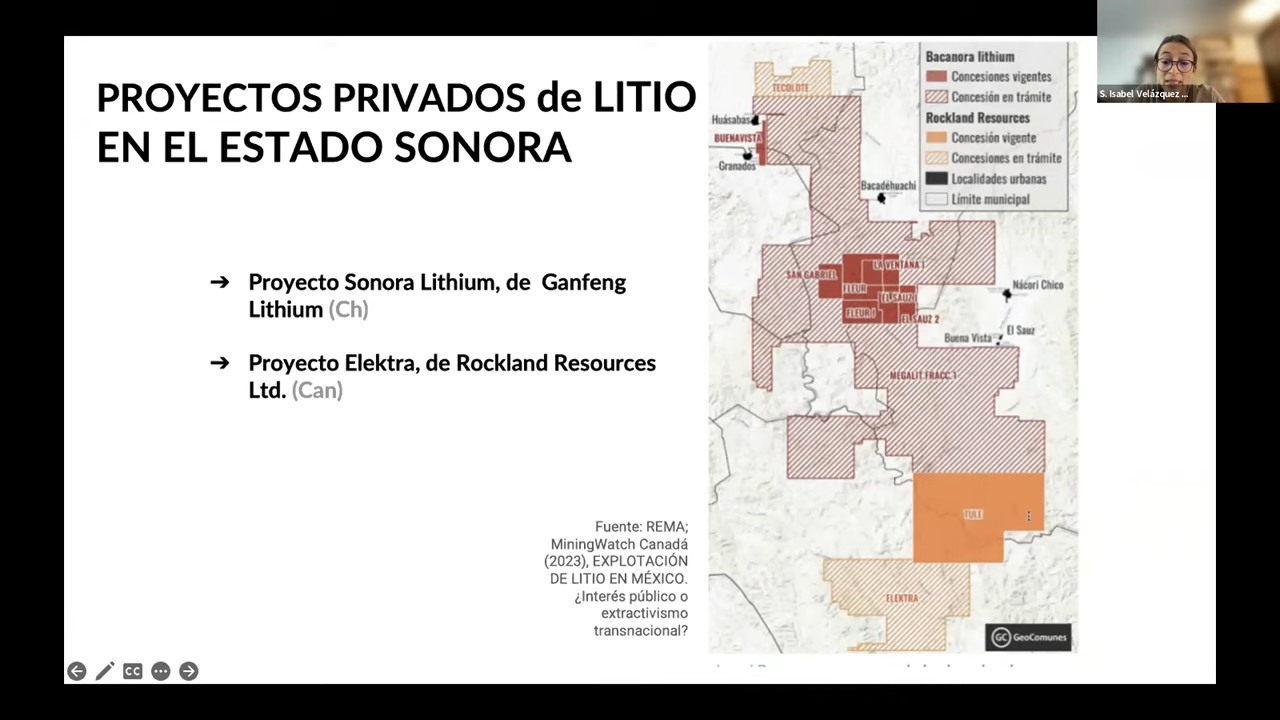 PROYECTOS PRIVADOS de LITIO
EN EL ESTADO SONORA
➔ Proyecto Sonora Lithium, de Ganfeng
Lithium (Ch)
➔ Proyecto Elektra, de Rockland Resources
Ltd. (Can)
Fuente: REMA;
MiningWatch Canadá
(2023), EXPLOTACIÓN
DE LITIO EN MÉXICO.
¿Interés público o
extractivismo
transnacional?
Bacanora lithium
Concesiones vigentes
Concesión en trámite
Rockland Resources
Concesión vigente
Concesiones en trámite
Localidades urbanas
Límite municipal
TECOLOTE
Huásabas
BUENAVISTA
Granados
Bacadéhuachi
SAN GABRIEL
LA VENTANA 1
FLEUR
EL SAUZ
FLEUR 1
EL SAUZ 2
Nácori Chico
El Sauz
Buena Vista
MEGALIT FRACC 1
TULE
ELEKTRA
GC GeoComunes
S. Isabel Velázquez ...
CC